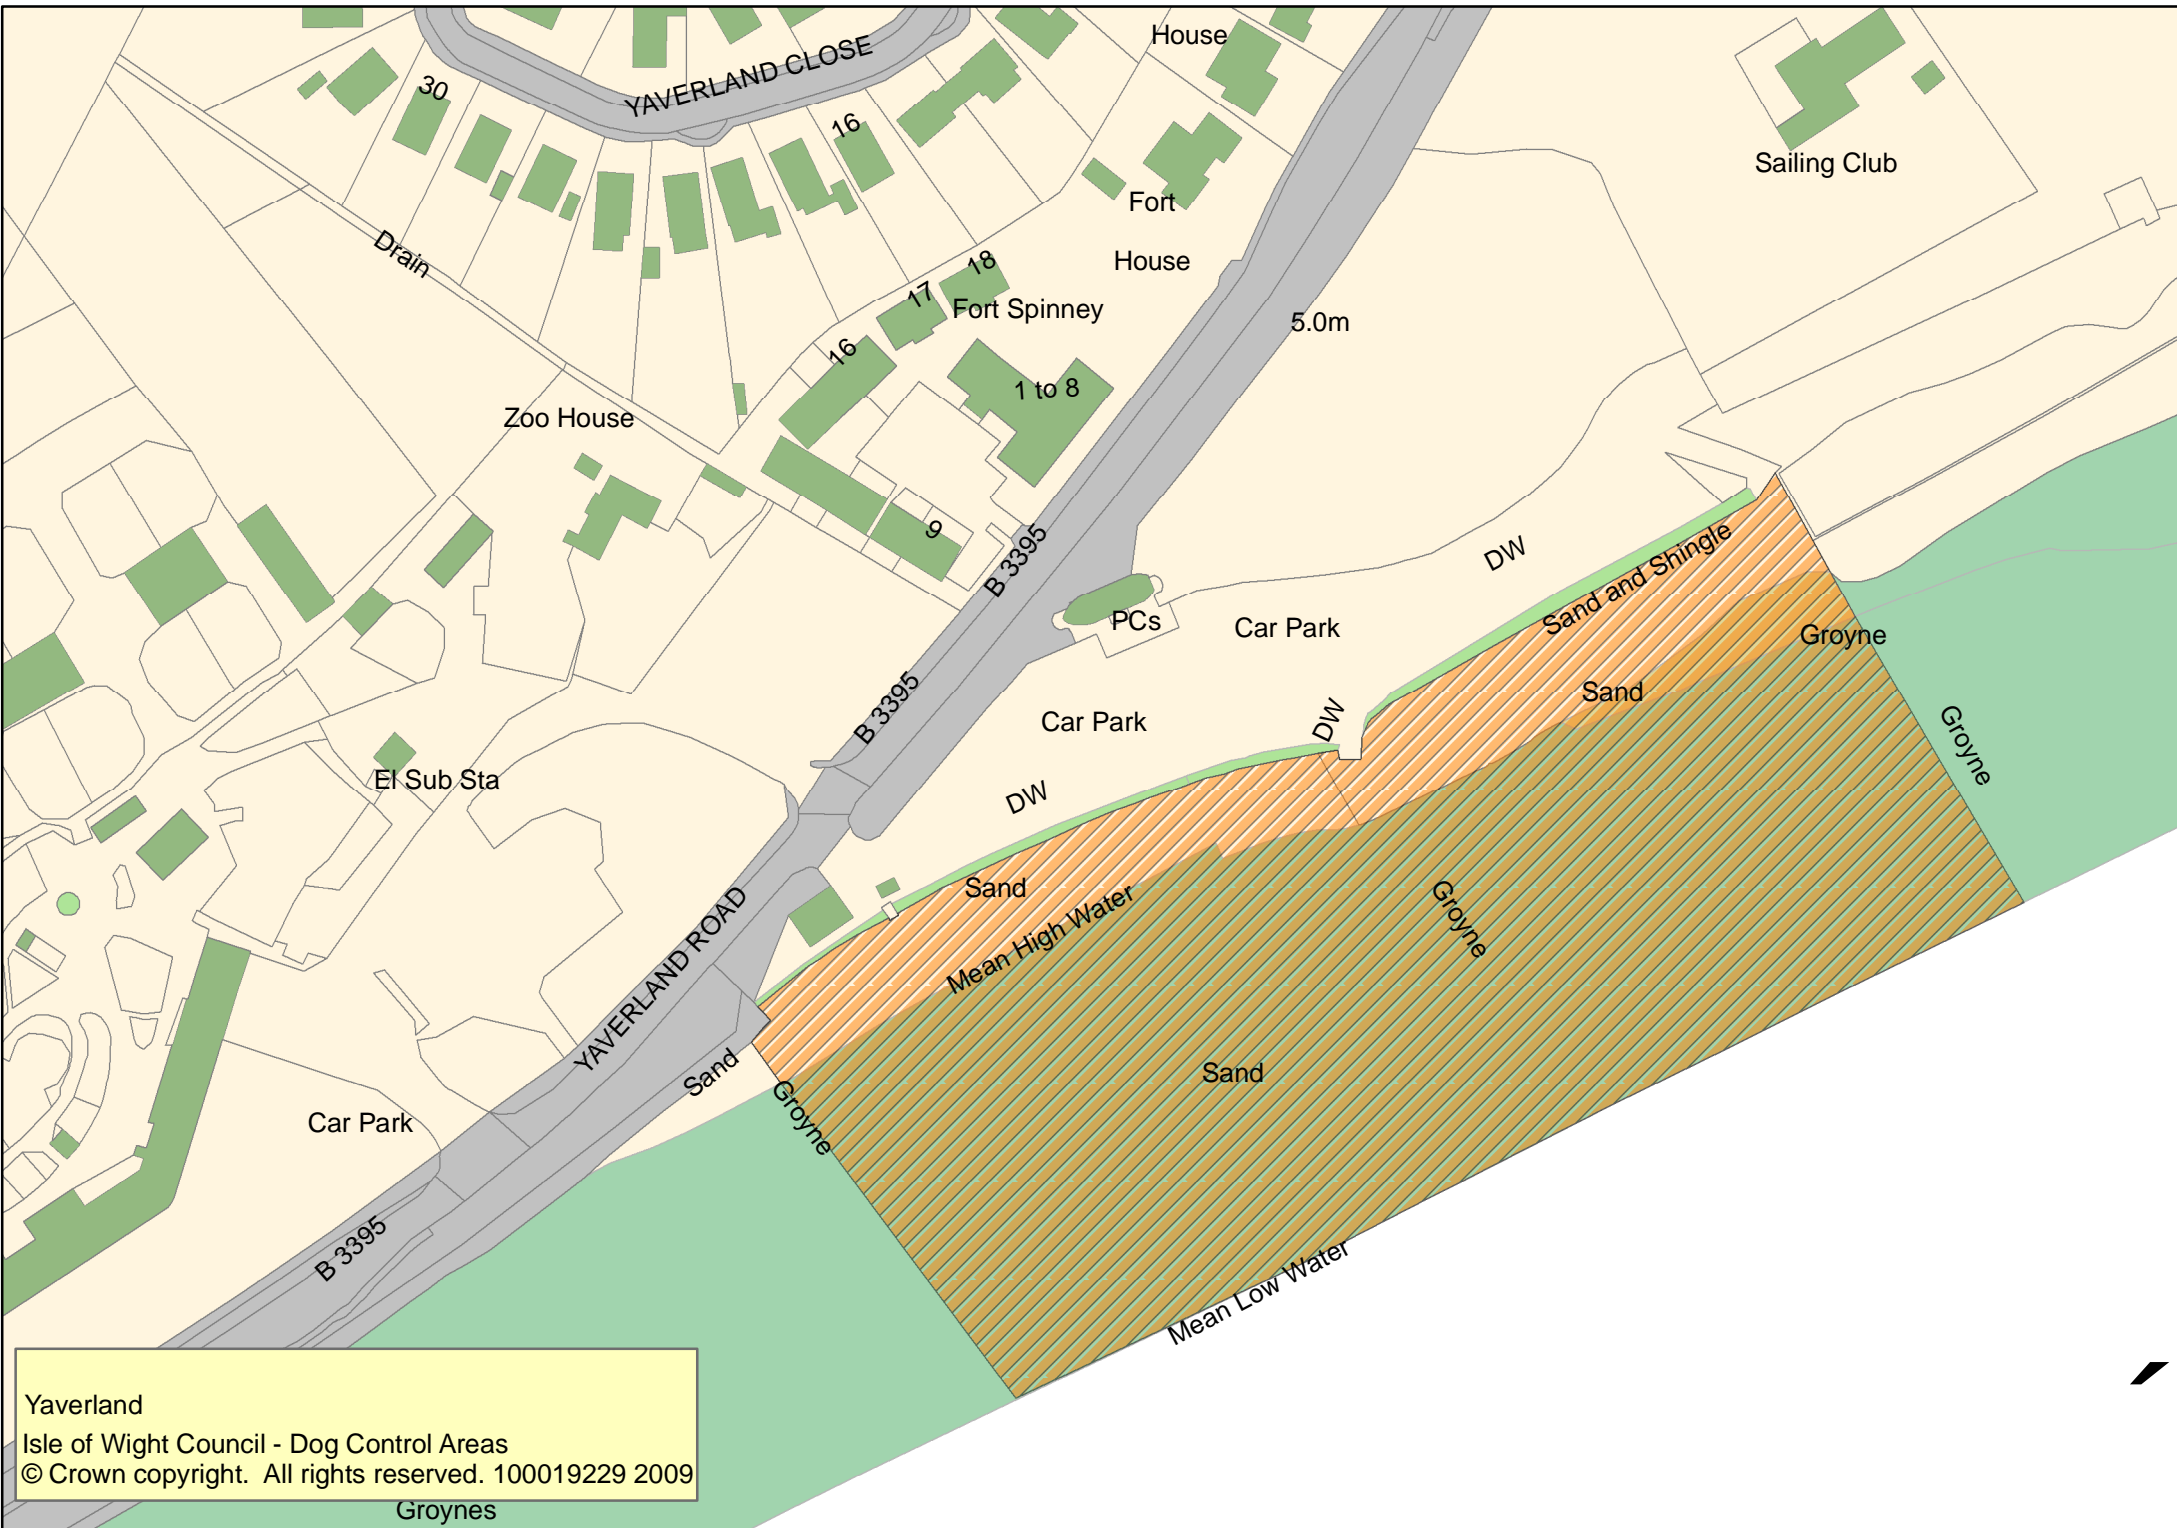 House
YAVERLAND CLOSE
30
16
Sailing Club
Fort
House
Drain
18
17
Fort Spinney
5.0m
16
1 to 8
Zoo House
9
B 3395
DW
Sand and Shingle
PCs
Car Park
Groyne
Sand
B 3395
Car Park
DW
Groyne
El Sub Sta
DW
Sand
Mean High Water
Groyne
YAVERLAND ROAD
Sand
Sand
Groyne
Car Park
B 3395
Mean Low Water
Yaverland
Isle of Wight Council - Dog Control Areas
© Crown copyright.  All rights reserved. 100019229 2009
Groynes